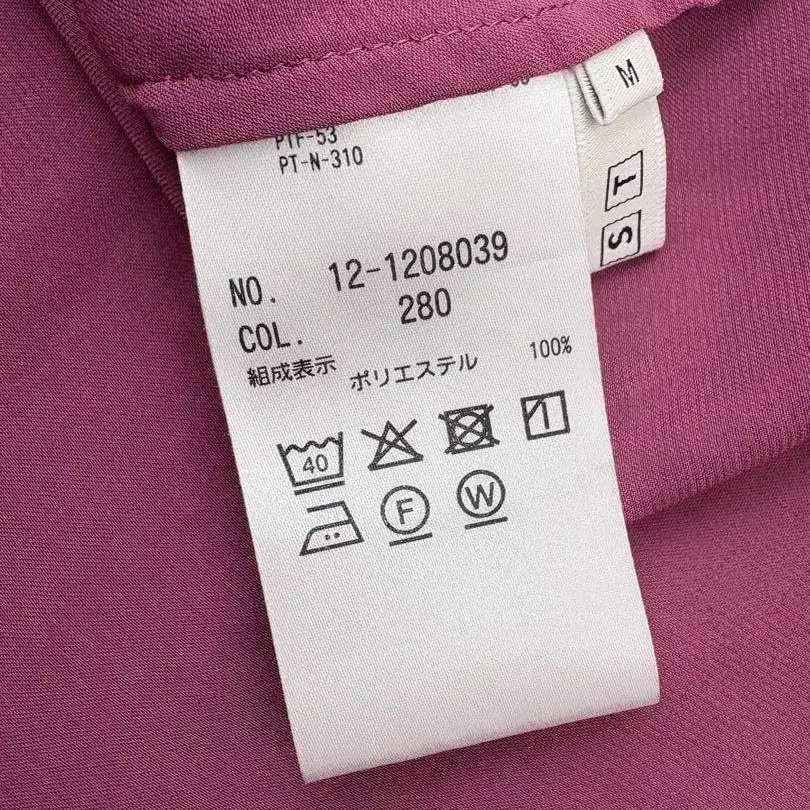 M
PTF-53
PT-N-310
T
S
NO. 12-1208039
COL. 280
組成表示 ポリエステル 100%
40
F
W